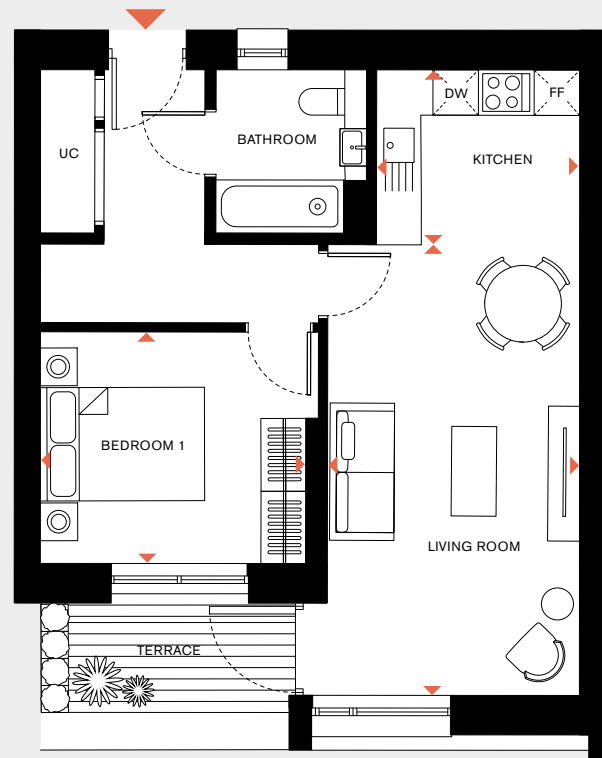 DW
FF
UC
BATHROOM
KITCHEN
BEDROOM 1
LIVING ROOM
TERRACE